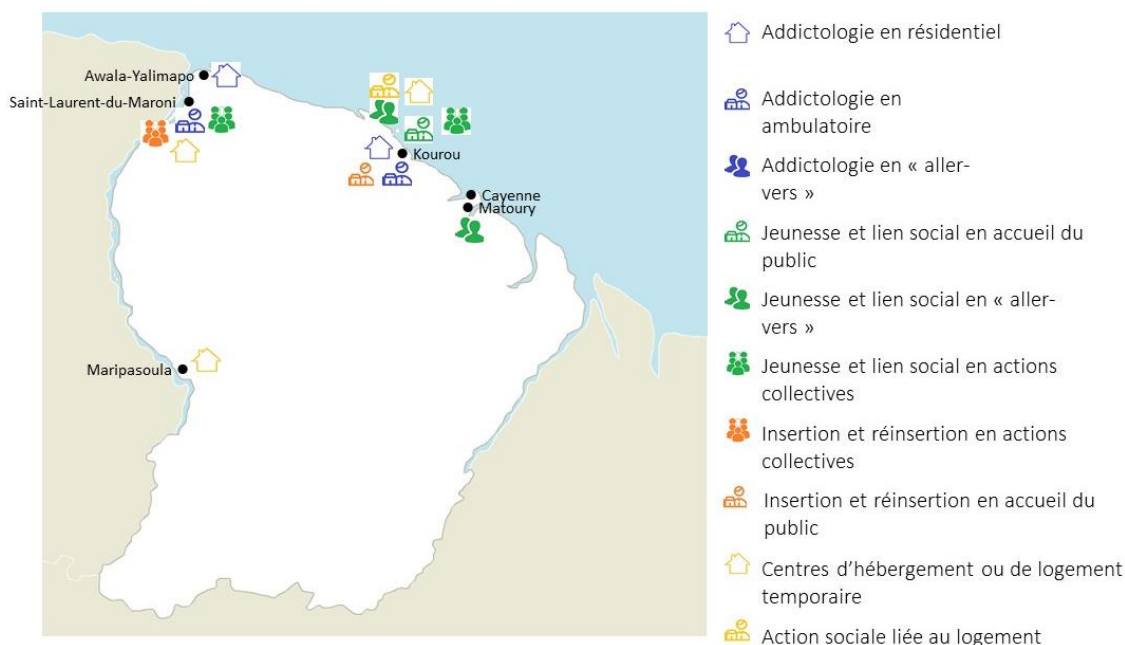 Awala-Yalimapo
Saint-Laurent-du-Maroni
Kourou
Cayenne
Matoury
Maripasoula
Addictologie en résidentiel
Addictologie en
ambulatoire
Addictologie en « aller-
vers »
Jeunesse et lien social en accueil du
public
Jeunesse et lien social en « aller-
vers »
Jeunesse et lien social en actions
collectives
Insertion et réinsertion en actions
collectives
Insertion et réinsertion en accueil du
public
Centres d’hébergement ou de logement
temporaire
Action sociale liée au logement